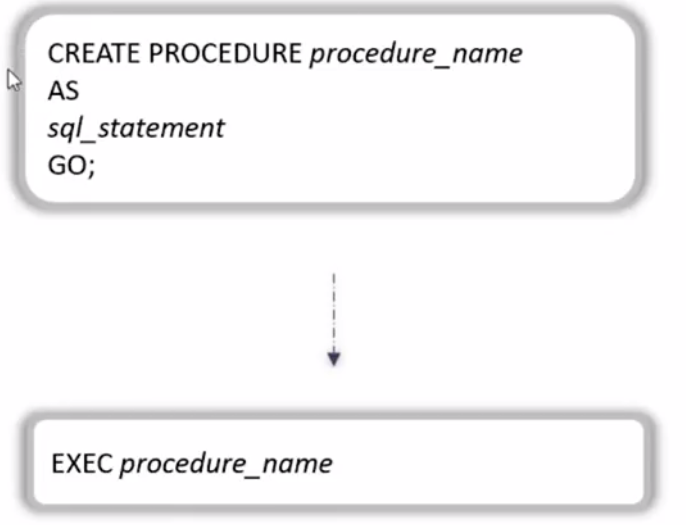 CREATE PROCEDURE procedure_name
AS
sql_statement
GO;
EXEC procedure_name